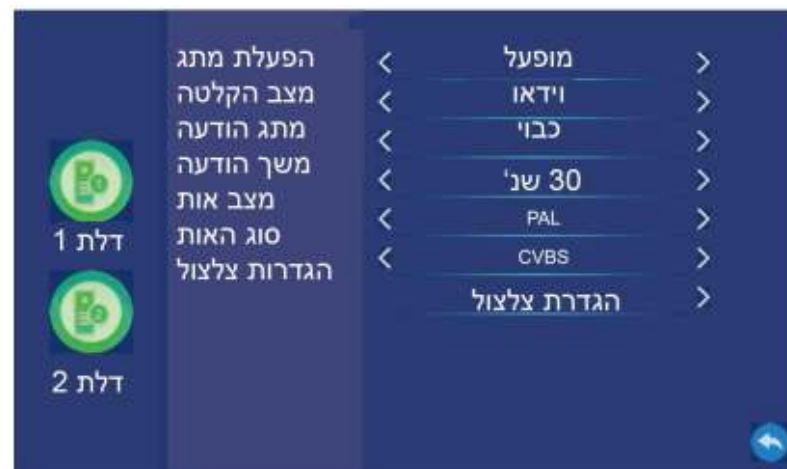 הפעלת מתג
מופעל
מצב הקלטה
וידאו
מתג הודעה
כבוי
משך הודעה
30 שנ'
מצב אות
PAL
סוג האות
CVBS
הגדרות צלצול
הגדרת צלצול
דלת 1
דלת 2